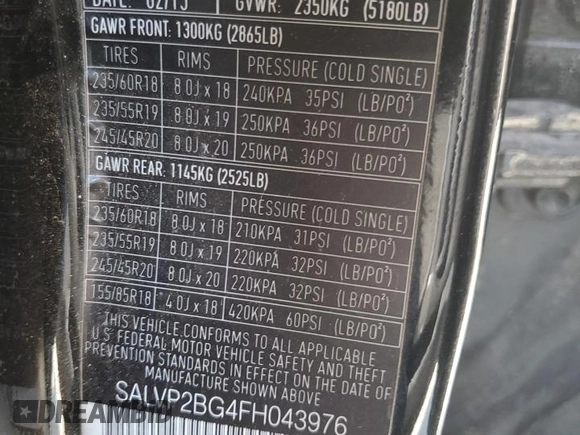 DATE 02/15 GVWR 2350KG (5180LB)
GAWR FRONT: 1300KG (2865LB)
TIRES RIMS PRESSURE (COLD SINGLE)
235/60R18 8.0J x 18 240KPA 35PSI (LB/PO²)
235/55R19 8.0J x 19 250KPA 36PSI (LB/PO²)
245/45R20 8.0J x 20 250KPA 36PSI (LB/PO²)
GAWR REAR: 1145KG (2525LB)
TIRES RIMS PRESSURE (COLD SINGLE)
235/60R18 8.0J x 18 210KPA 31PSI (LB/PO²)
235/55R19 8.0J x 19 220KPA 32PSI (LB/PO²)
245/45R20 8.0J x 20 220KPA 32PSI (LB/PO²)
155/85R18 4.0J x 18 420KPA 60PSI (LB/PO²)
THIS VEHICLE CONFORMS TO ALL APPLICABLE
U.S FEDERAL MOTOR VEHICLE SAFETY AND THEFT
PREVENTION STANDARDS IN EFFECT ON THE DATE OF
MANUFACTURE SHOWN ABOVE
SALVP2BG4FH043976
DREAMBID